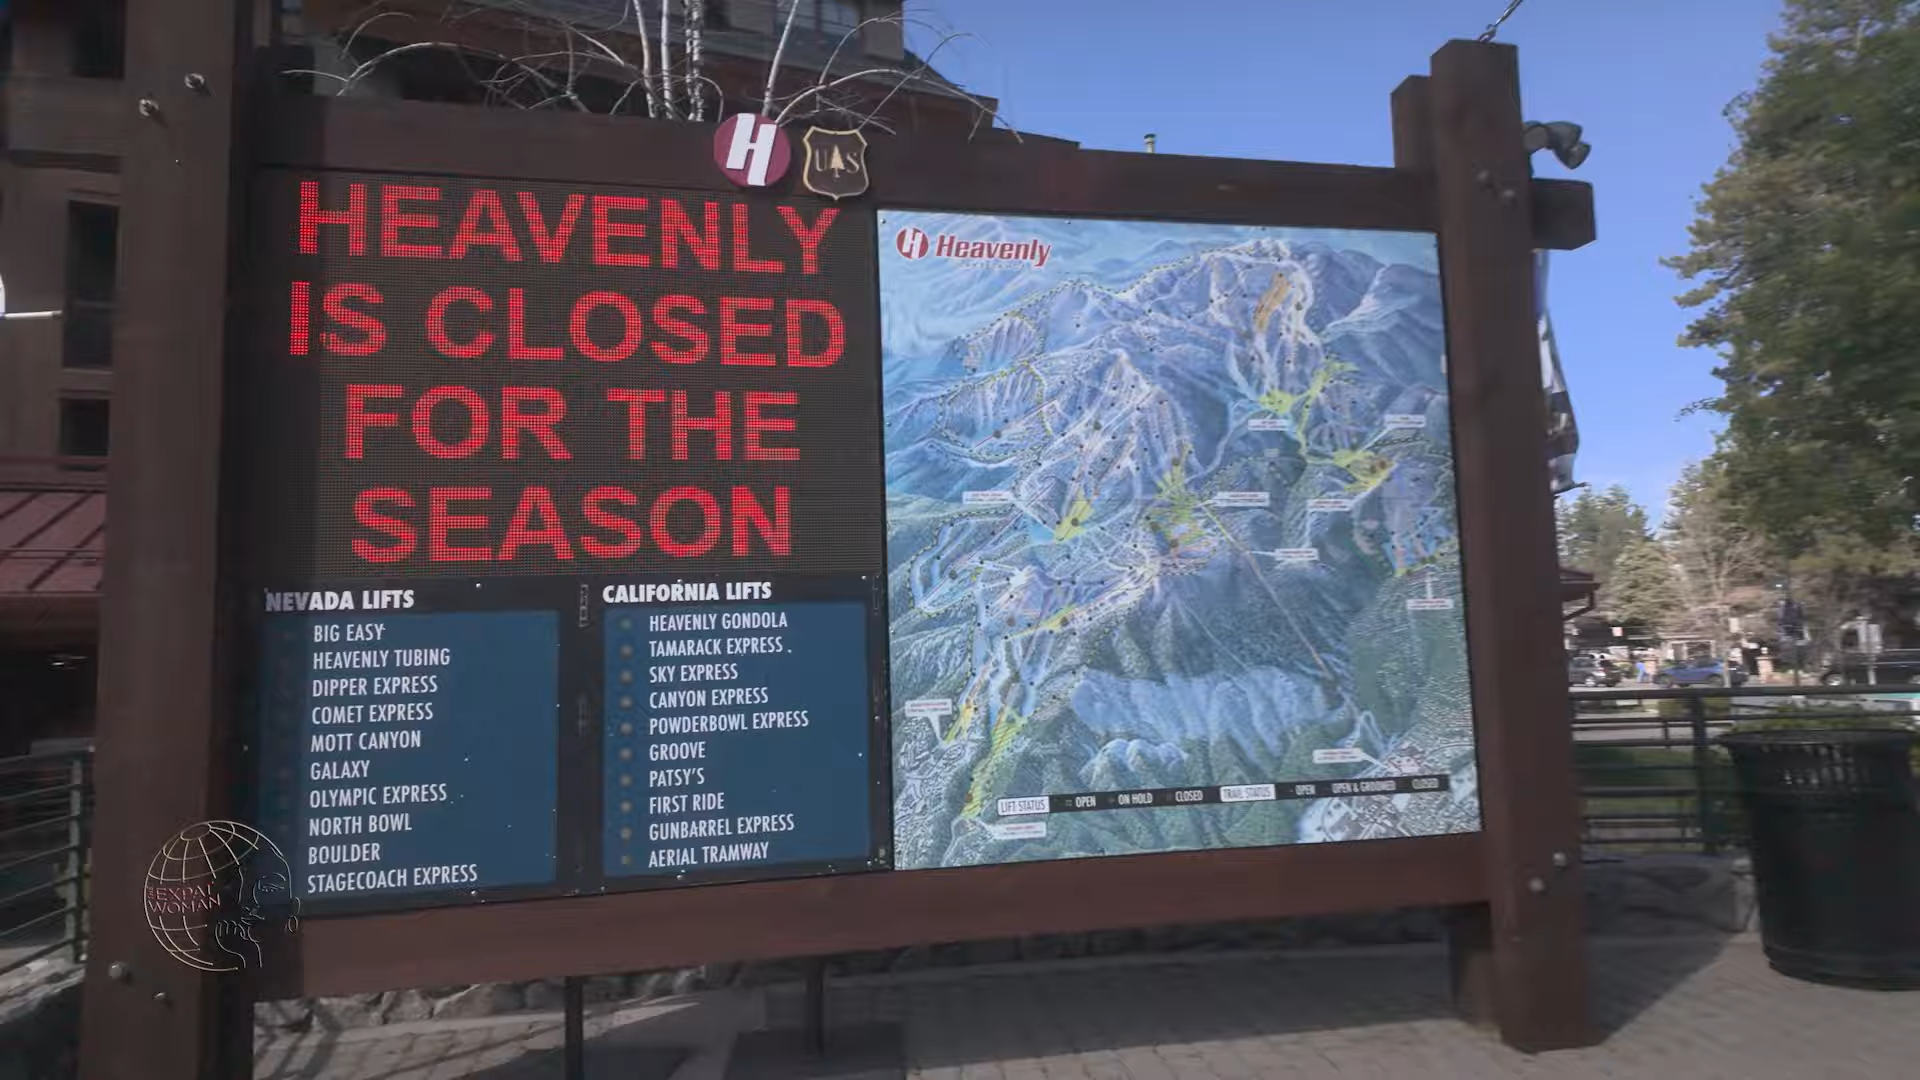 H
U S
HEAVENLY
IS CLOSED
FOR THE
SEASON
NEVADA LIFTS
BIG EASY
HEAVENLY TUBING
DIPPER EXPRESS
COMET EXPRESS
MOTT CANYON
GALAXY
OLYMPIC EXPRESS
NORTH BOWL
BOULDER
STAGECOACH EXPRESS
CALIFORNIA LIFTS
HEAVENLY GONDOLA
TAMARACK EXPRESS
SKY EXPRESS
CANYON EXPRESS
POWDERBOWL EXPRESS
GROOVE
PATSY'S
FIRST RIDE
GUNBARREL EXPRESS
AERIAL TRAMWAY
H Heavenly
LIFT STATUS OPEN ON HOLD CLOSED TRAIL STATUS OPEN OPEN & GROOMED CLOSED
EXPAT
WOMAN